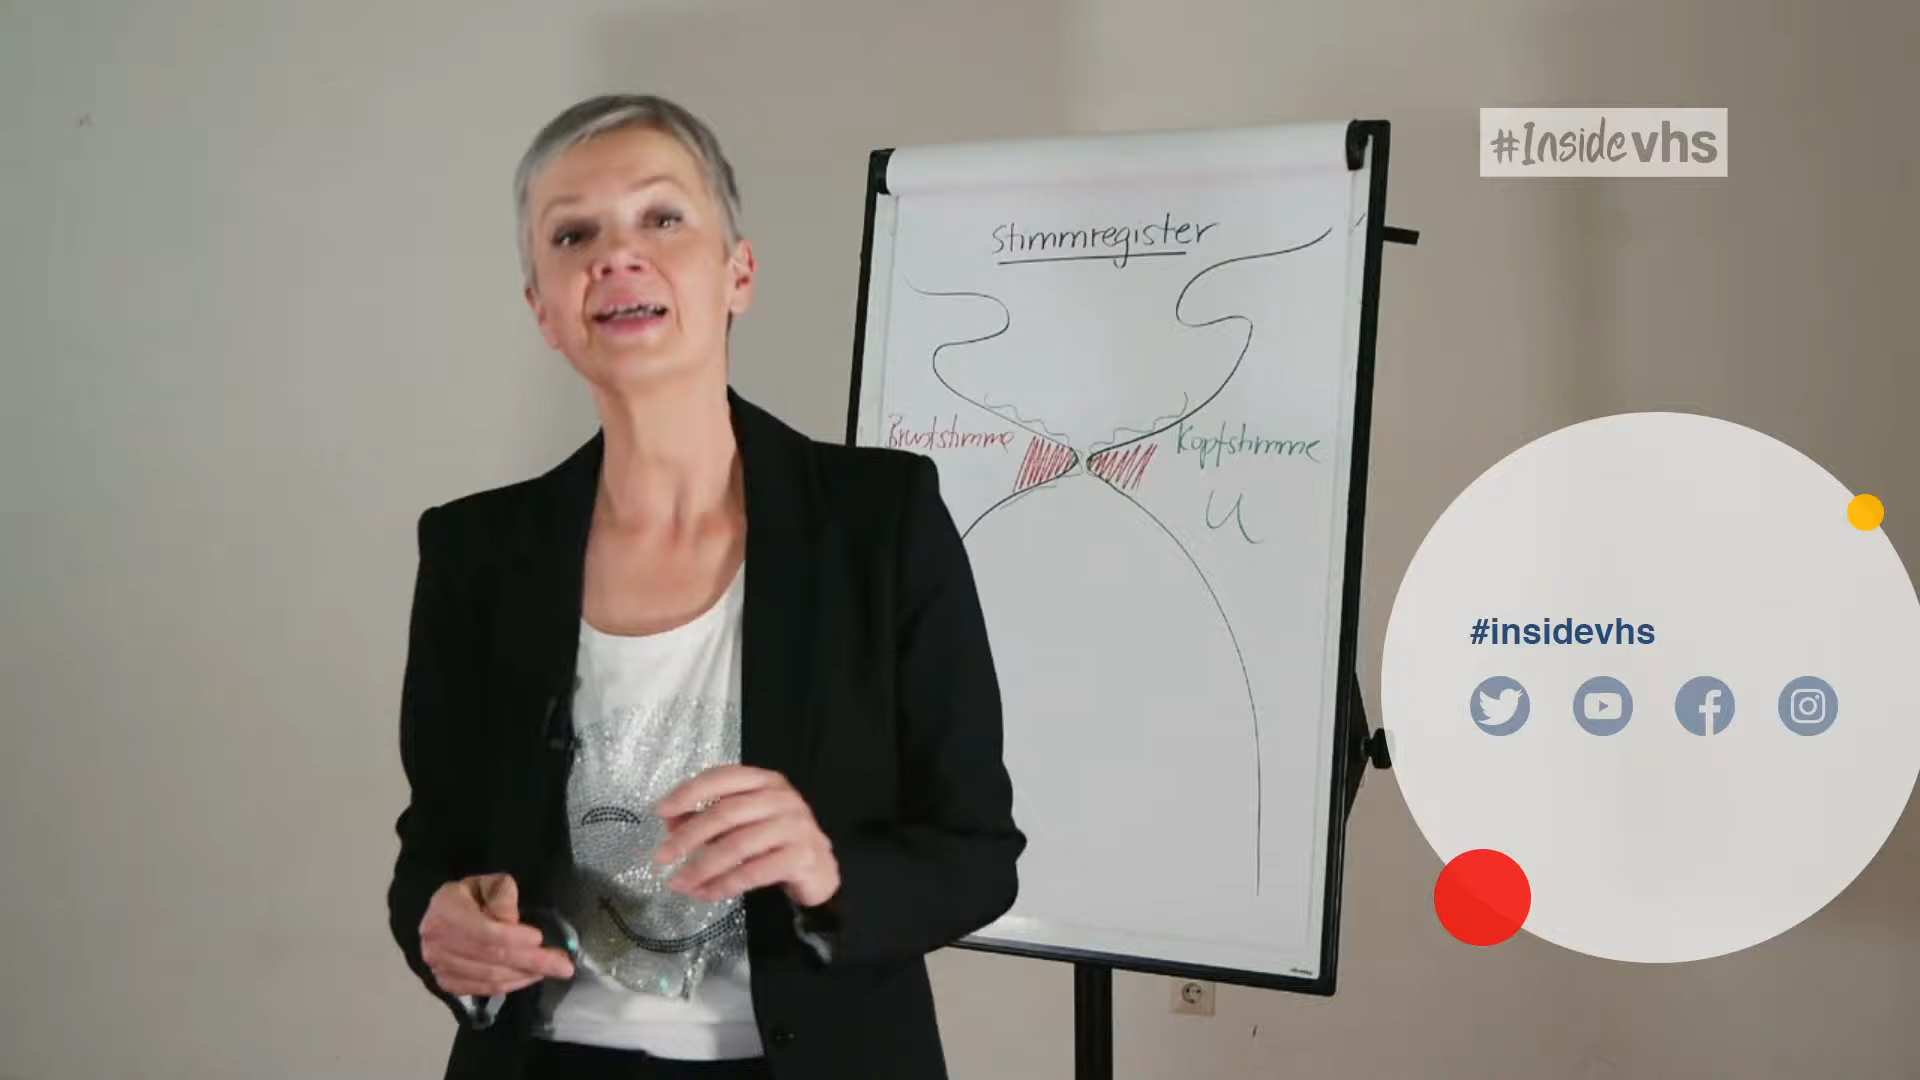 #Insidevhs
Stimmregister
Bruststimme
Kopfstimme
U
#insidevhs